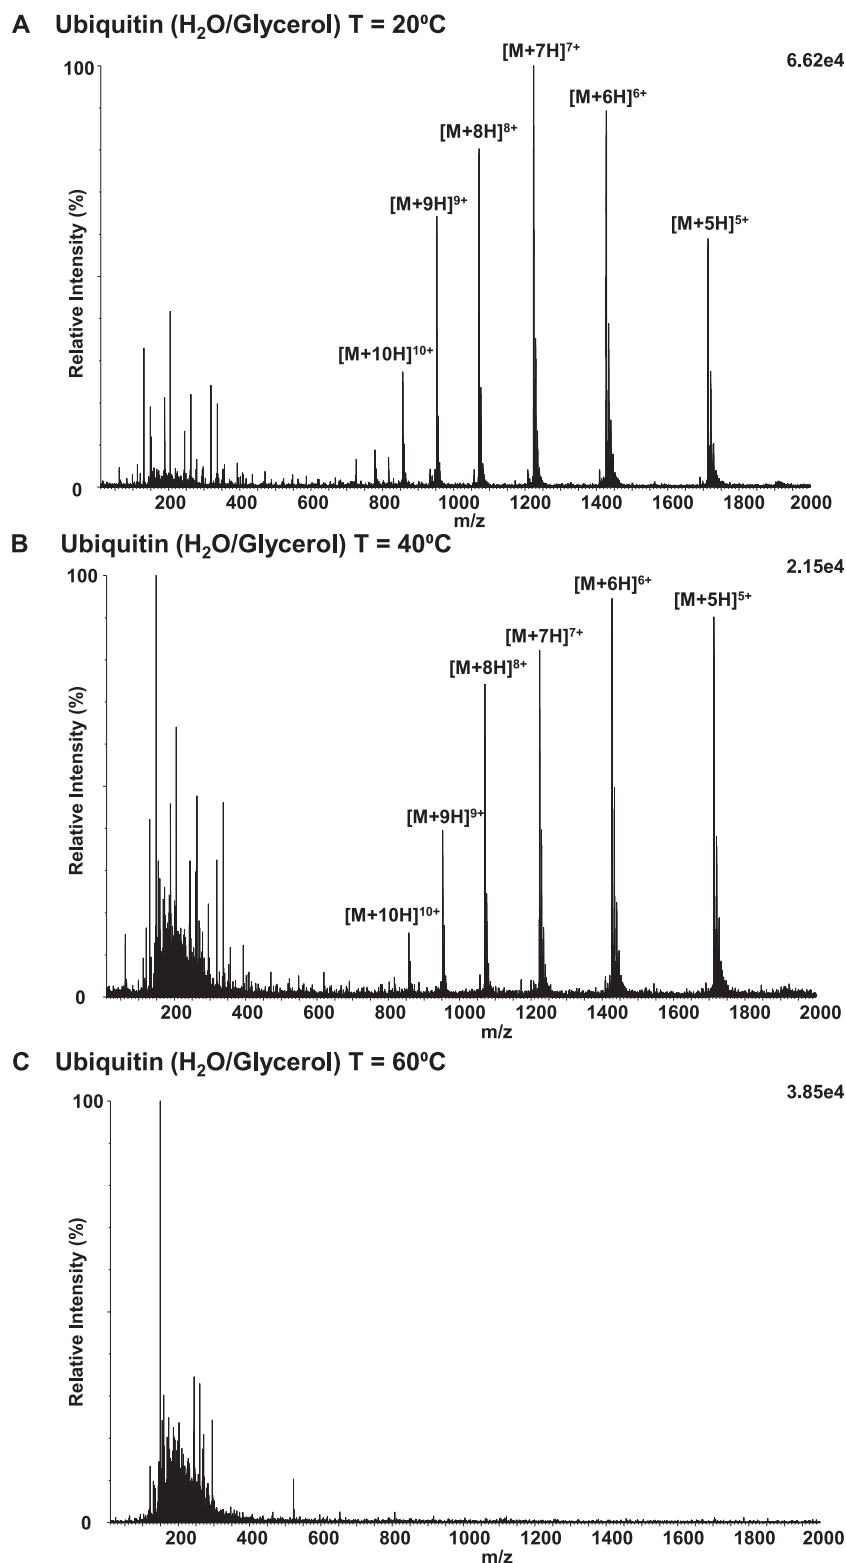 A Ubiquitin (H₂O/Glycerol) T = 20ºC
6.62e4
100
[M+7H]⁷⁺
[M+6H]⁶⁺
[M+8H]⁸⁺
[M+9H]⁹⁺
[M+5H]⁵⁺
[M+10H]¹⁰⁺
Relative Intensity (%)
0
200 400 600 800 1000 1200 1400 1600 1800 2000
m/z
B Ubiquitin (H₂O/Glycerol) T = 40ºC
2.15e4
100
[M+6H]⁶⁺
[M+5H]⁵⁺
[M+7H]⁷⁺
[M+8H]⁸⁺
[M+9H]⁹⁺
[M+10H]¹⁰⁺
Relative Intensity (%)
0
200 400 600 800 1000 1200 1400 1600 1800 2000
m/z
C Ubiquitin (H₂O/Glycerol) T = 60ºC
3.85e4
100
Relative Intensity (%)
0
200 400 600 800 1000 1200 1400 1600 1800 2000
m/z